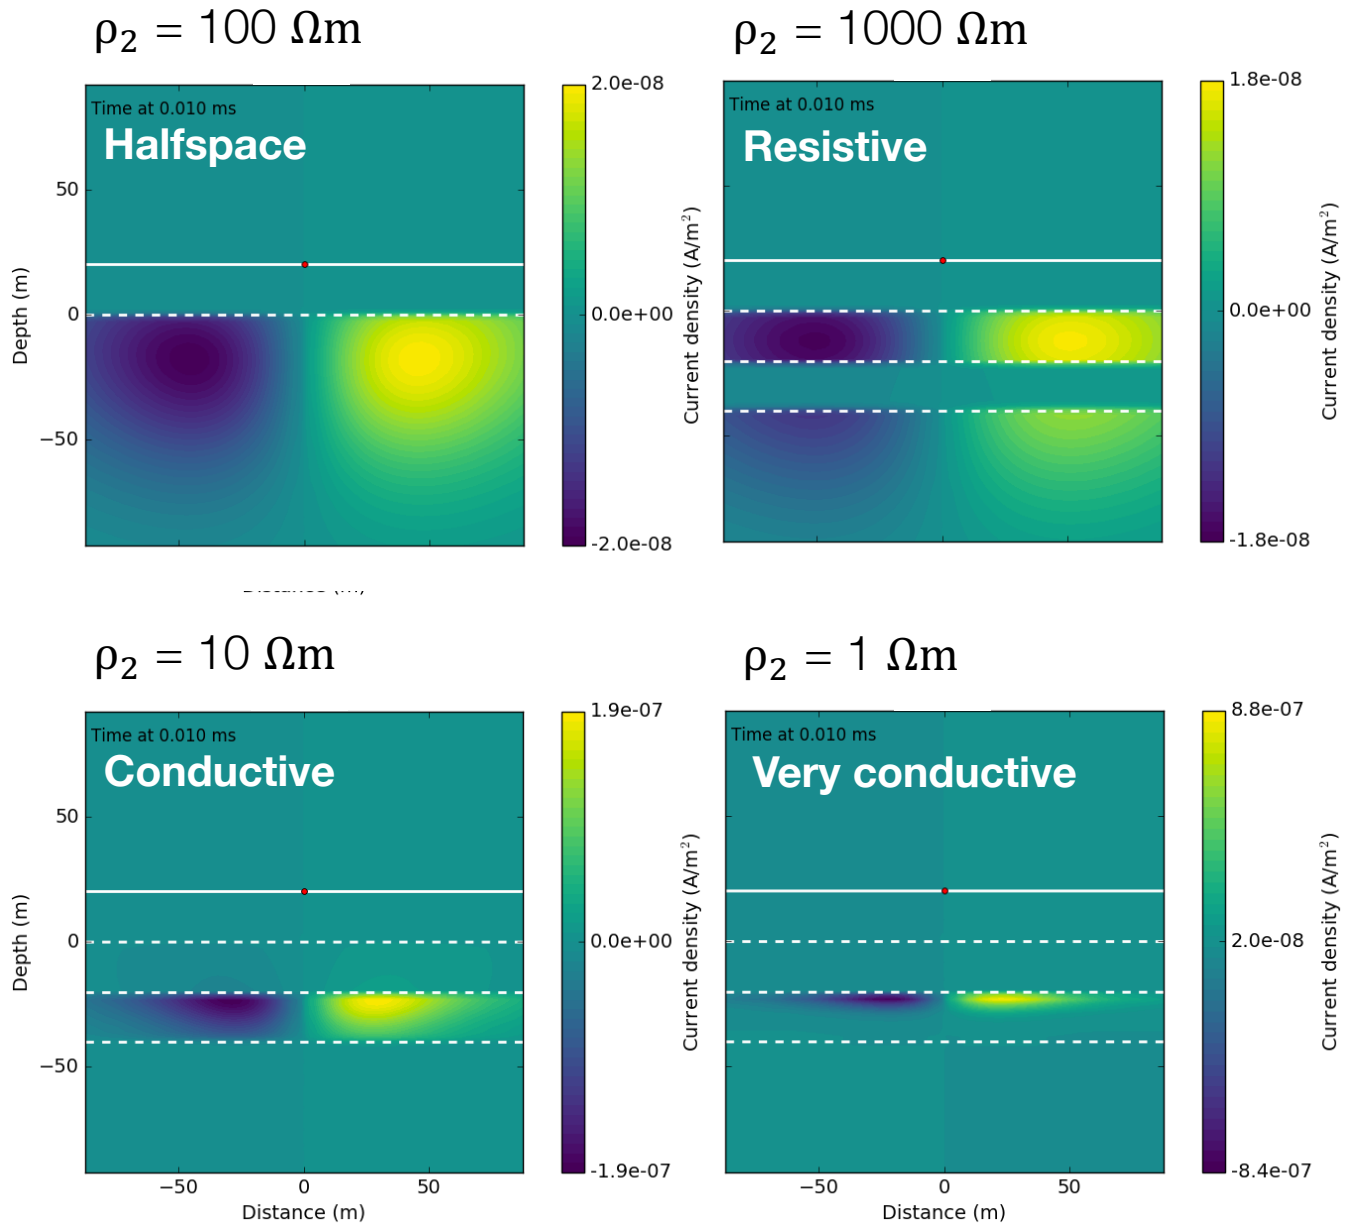 ρ₂ = 100 Ωm
Time at 0.010 ms
Halfspace
50
0
−50
Depth (m)
2.0e-08
0.0e+00
-2.0e-08
Current density (A/m²)
Distance (m)
ρ₂ = 1000 Ωm
Time at 0.010 ms
Resistive
1.8e-08
0.0e+00
-1.8e-08
Current density (A/m²)
ρ₂ = 10 Ωm
Time at 0.010 ms
Conductive
50
0
−50
Depth (m)
−50 0 50
Distance (m)
1.9e-07
0.0e+00
-1.9e-07
Current density (A/m²)
ρ₂ = 1 Ωm
Time at 0.010 ms
Very conductive
−50 0 50
Distance (m)
8.8e-07
2.0e-08
-8.4e-07
Current density (A/m²)